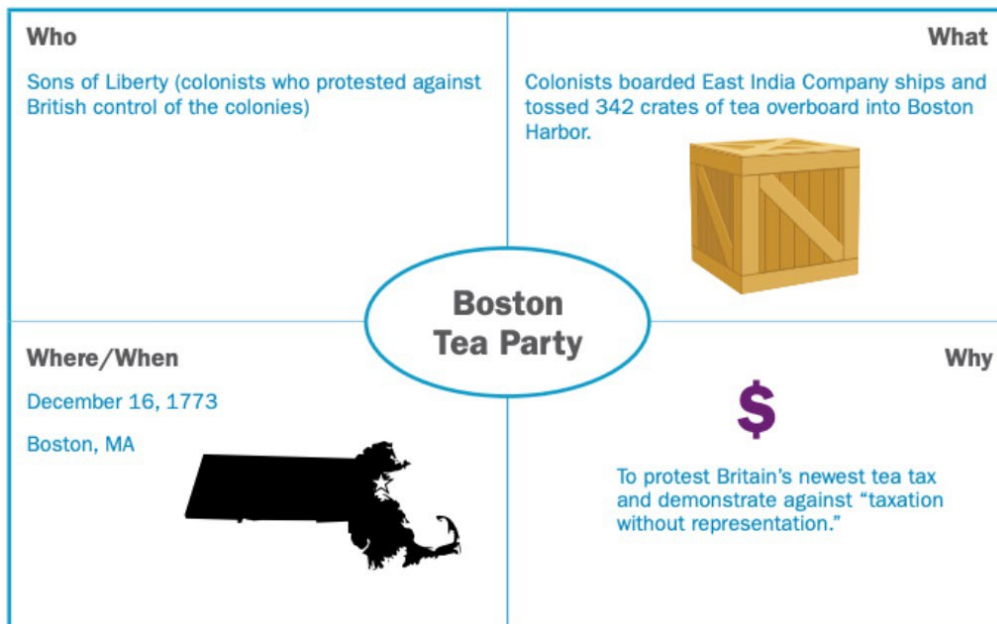 Who
Sons of Liberty (colonists who protested against
British control of the colonies)
What
Colonists boarded East India Company ships and
tossed 342 crates of tea overboard into Boston
Harbor.
Boston
Tea Party
Where/When
December 16, 1773
Boston, MA
Why
$
To protest Britain’s newest tea tax
and demonstrate against “taxation
without representation.”